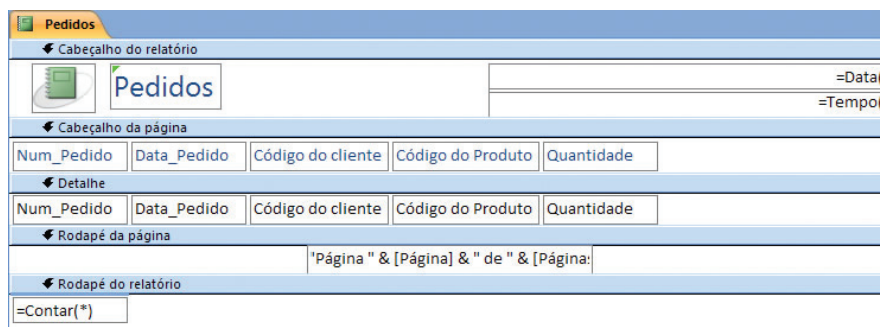 Pedidos
Cabeçalho do relatório
Pedidos
=Data(
=Tempo(
Cabeçalho da página
Num_Pedido Data_Pedido Código do cliente Código do Produto Quantidade
Detalhe
Num_Pedido Data_Pedido Código do cliente Código do Produto Quantidade
Rodapé da página
"Página " & [Página] & " de " & [Página:
Rodapé do relatório
=Contar(*)